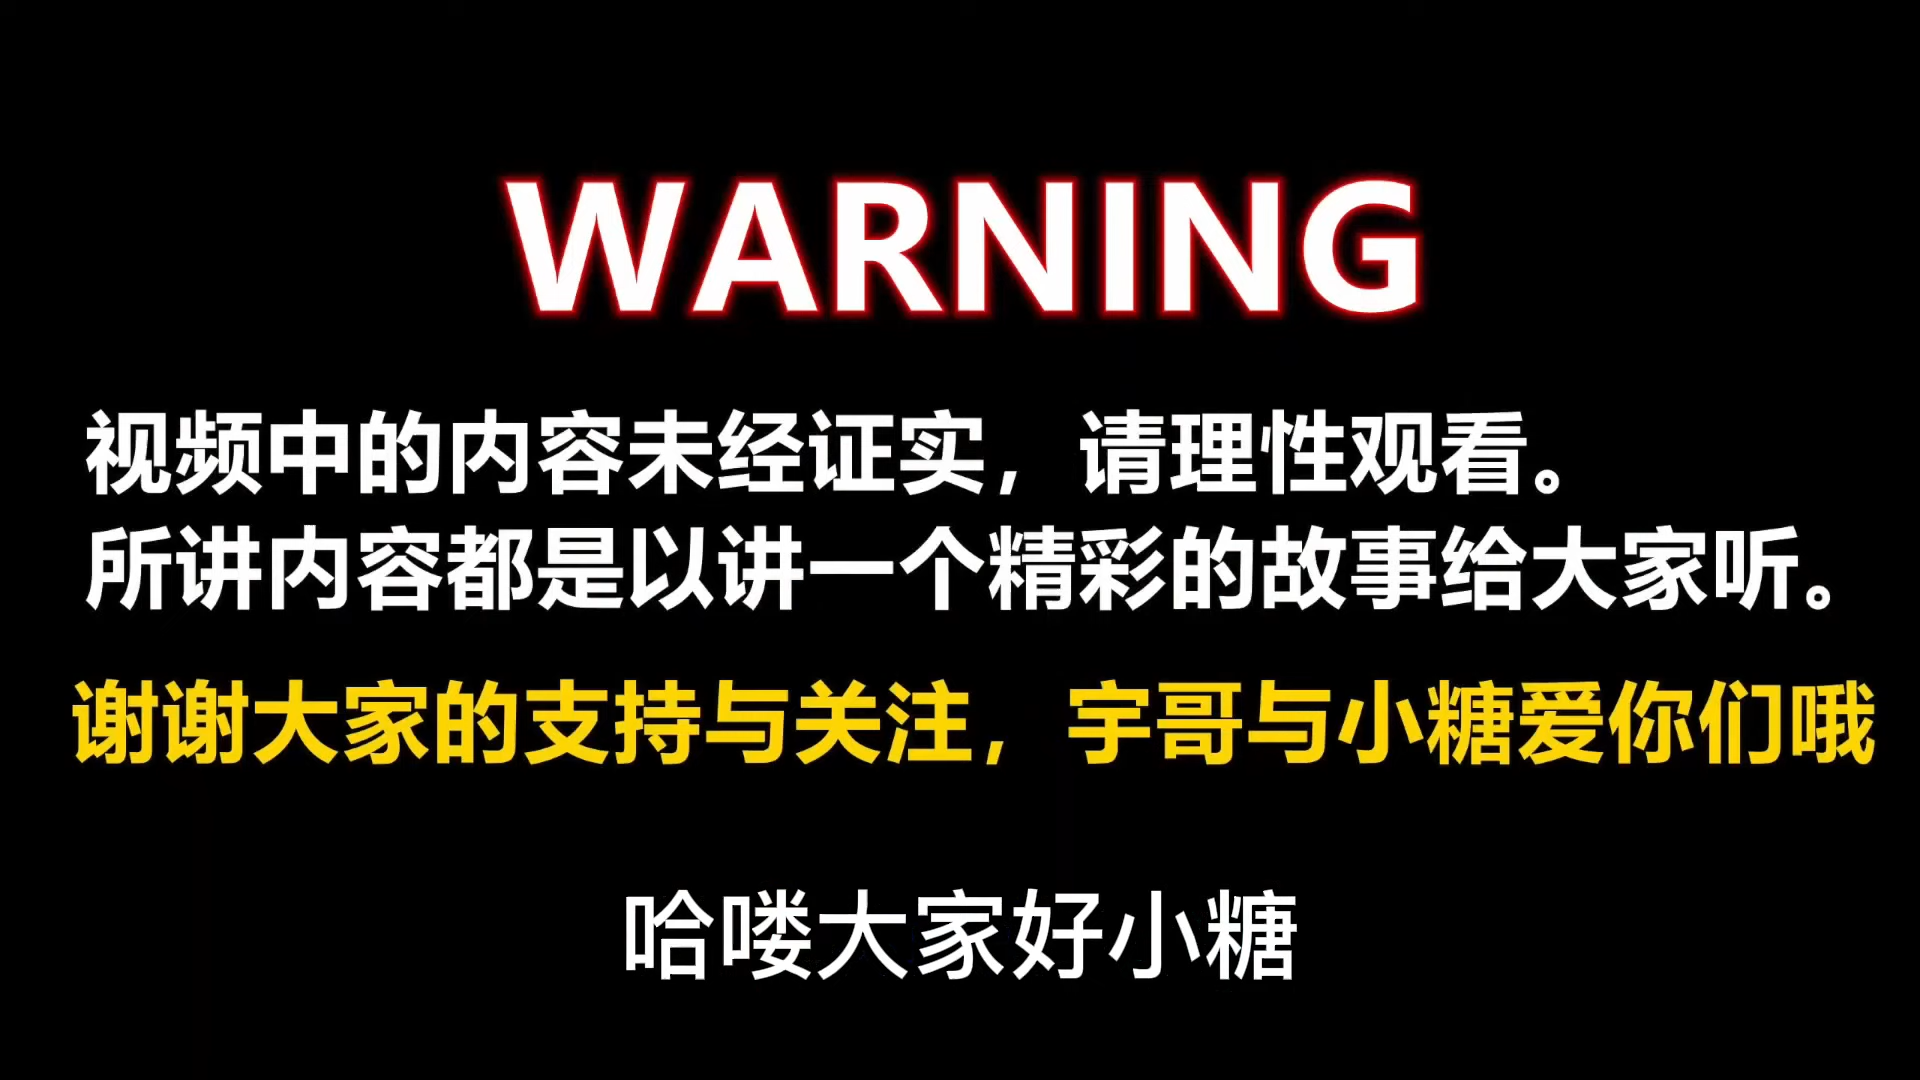 WARNING
视频中的内容未经证实，请理性观看。
所讲内容都是以讲一个精彩的故事给大家听。
谢谢大家的支持与关注，宇哥与小糖爱你们哦
哈喽大家好小糖